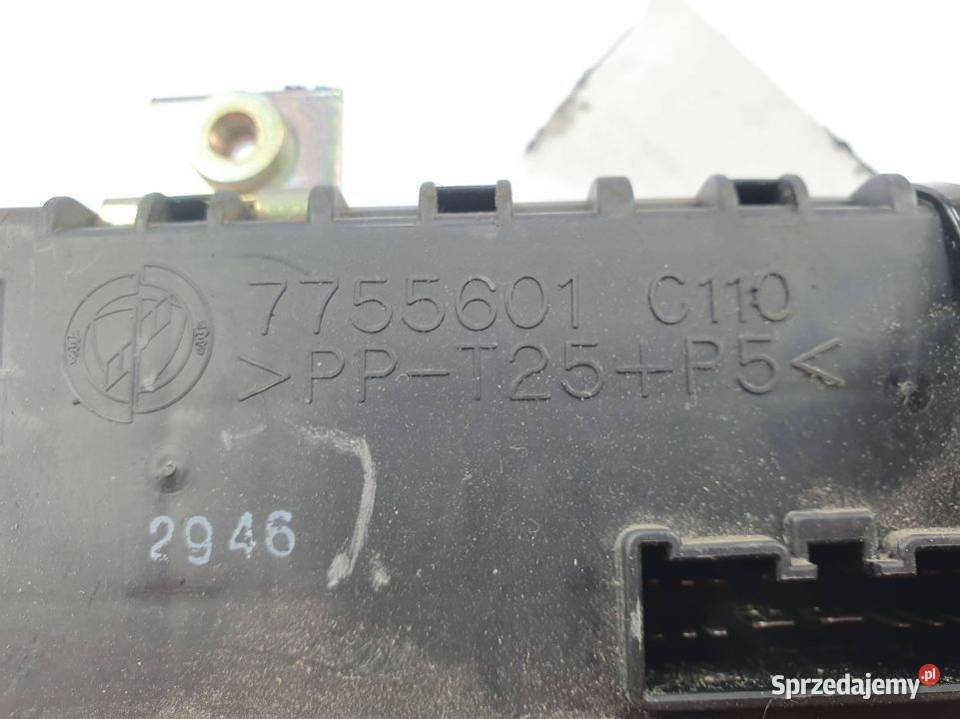 7755601 C110
>PP-T25+P5<
2946
Sprzedajemy.pl